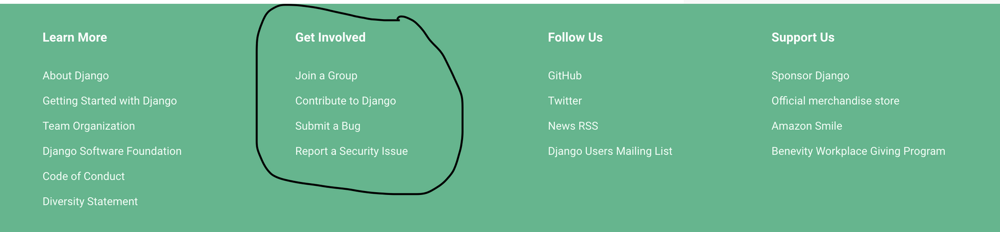 Learn More
About Django
Getting Started with Django
Team Organization
Django Software Foundation
Code of Conduct
Diversity Statement
Get Involved
Join a Group
Contribute to Django
Submit a Bug
Report a Security Issue
Follow Us
GitHub
Twitter
News RSS
Django Users Mailing List
Support Us
Sponsor Django
Official merchandise store
Amazon Smile
Benevity Workplace Giving Program